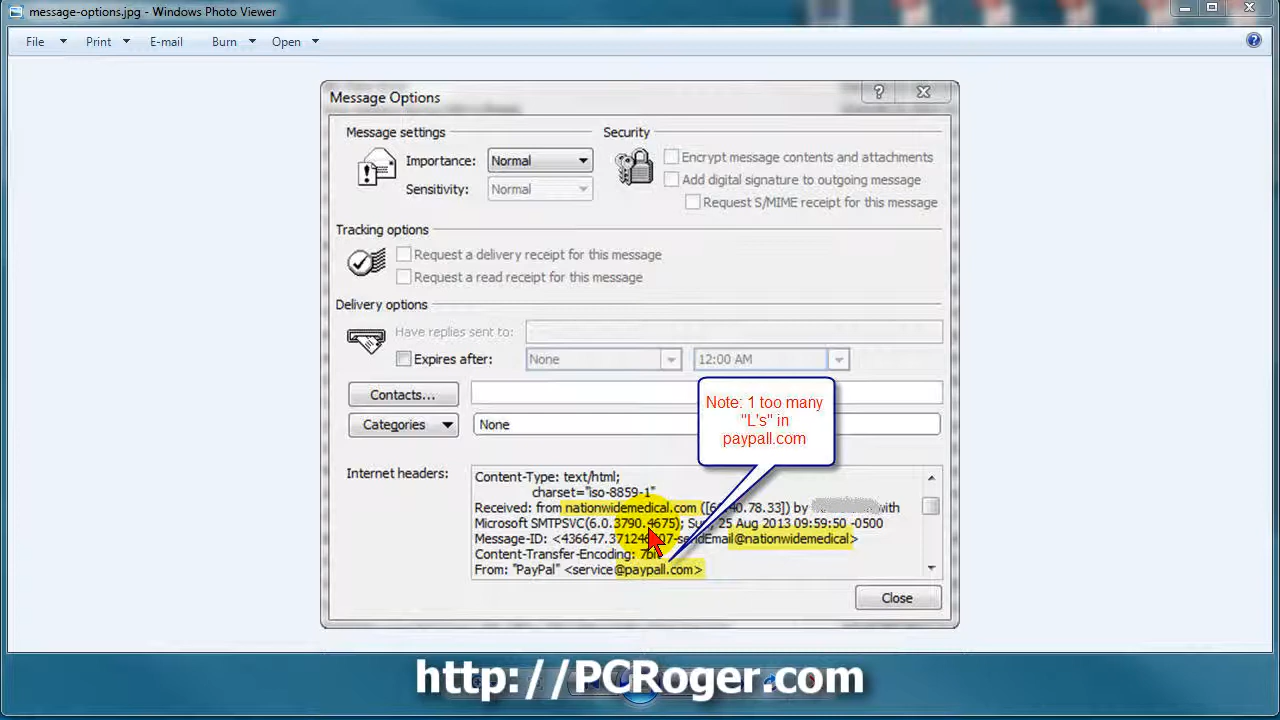 message-options.jpg - Windows Photo Viewer
File Print E-mail Burn Open
Message Options
Message settings Security
Importance: Normal Encrypt message contents and attachments
Sensitivity: Normal Add digital signature to outgoing message
Request S/MIME receipt for this message
Tracking options
Request a delivery receipt for this message
Request a read receipt for this message
Delivery options
Have replies sent to:
Expires after: None 12:00 AM
Contacts...
Categories None
Note: 1 too many
"L's" in
paypall.com
Internet headers: Content-Type: text/html;
charset="iso-8859-1"
Received: from nationwidemedical.com by with
Microsoft SMTPSVC(6.0.3790.4675); Sun, 25 Aug 2013 09:59:50 -0500
Message-ID: sendEmail@nationwidemedical>
Content-Transfer-Encoding: 7bit
From: "PayPal" <service@paypall.com>
Close
http://PCRoger.com